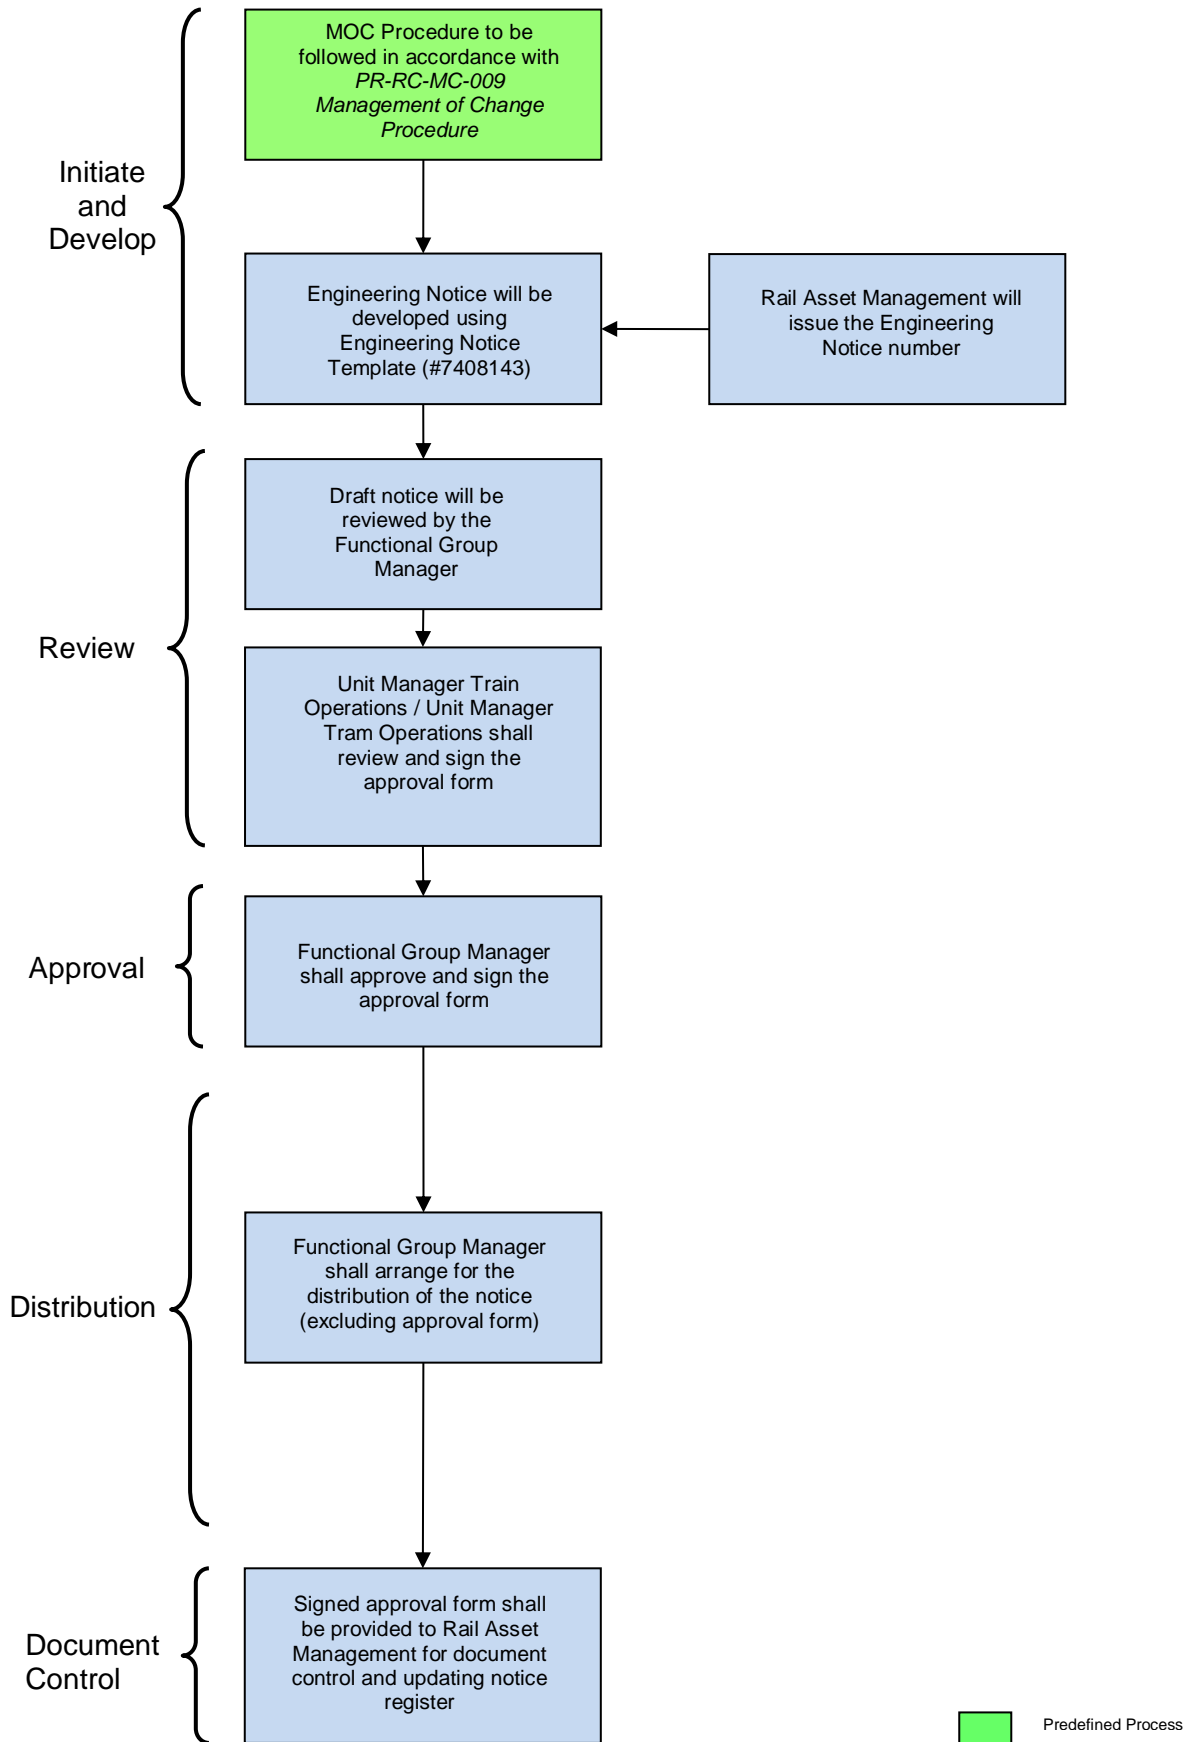 MOC Procedure to be
followed in accordance with
PR-RC-MC-009
Management of Change
Procedure
Initiate
and
Develop
Engineering Notice will be
developed using
Engineering Notice
Template (#7408143)
Rail Asset Management will
issue the Engineering
Notice number
Draft notice will be
reviewed by the
Functional Group
Manager
Review
Unit Manager Train
Operations / Unit Manager
Tram Operations shall
review and sign the
approval form
Approval
Functional Group Manager
shall approve and sign the
approval form
Distribution
Functional Group Manager
shall arrange for the
distribution of the notice
(excluding approval form)
Document
Control
Signed approval form shall
be provided to Rail Asset
Management for document
control and updating notice
register
Predefined Process